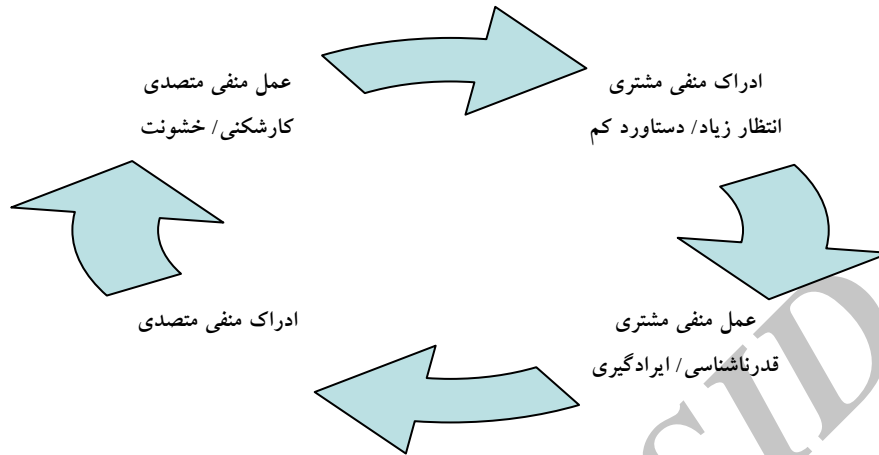 ادراک منفی مشتری
انتظار زیاد/ دستاورد کم
عمل منفی متصدی
کارشکنی/ خشونت
عمل منفی مشتری
قدرناشناسی/ ایرادگیری
ادراک منفی متصدی
SID